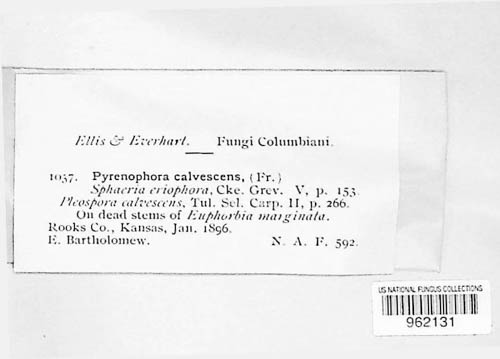 Ellis & Everhart. Fungi Columbiani.
1037. Pyrenophora calvescens, (Fr.)
Sphaeria eriophora, Cke. Grev. V, p. 153.
Pleospora calvescens, Tul. Sel. Carp. II, p. 266.
On dead stems of Euphorbia marginata.
Rooks Co., Kansas, Jan. 1896.
E. Bartholomew. N. A. F. 592.
US NATIONAL FUNGUS COLLECTIONS
962131